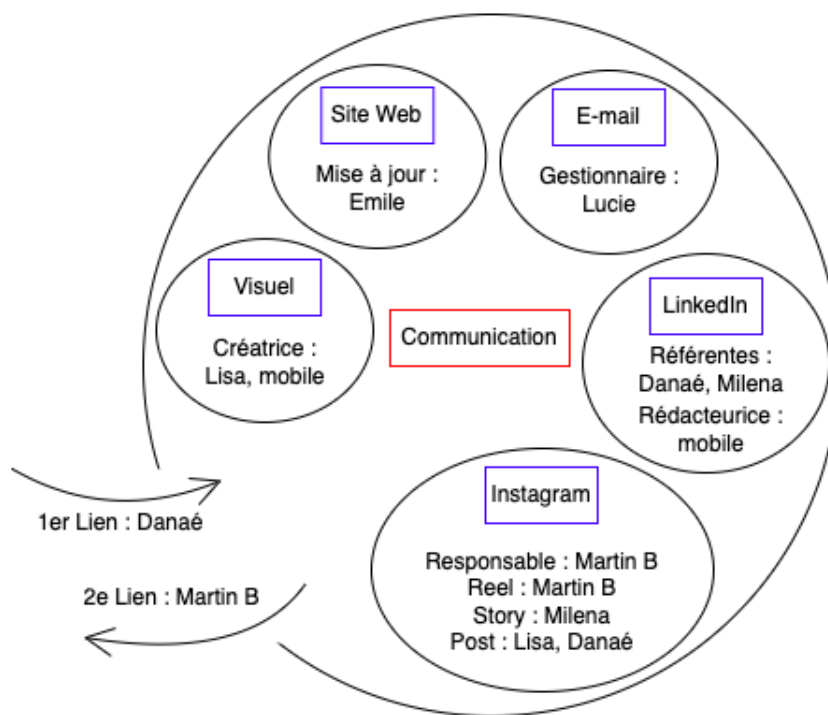 Site Web
Mise à jour :
Emile
E-mail
Gestionnaire :
Lucie
Visuel
Créatrice :
Lisa, mobile
Communication
LinkedIn
Référentes :
Danaé, Milena
Rédacteurice :
mobile
1er Lien : Danaé
2e Lien : Martin B
Instagram
Responsable : Martin B
Reel : Martin B
Story : Milena
Post : Lisa, Danaé